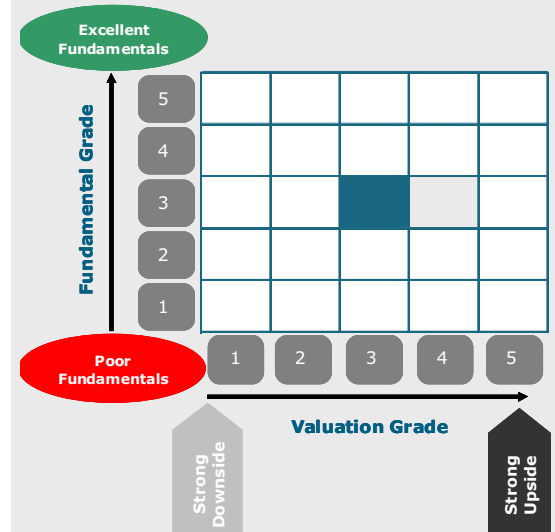 Excellent
Fundamentals
Fundamental Grade
5
4
3
2
1
Poor
Fundamentals
1 2 3 4 5
Valuation Grade
Strong
Downside
Strong
Upside